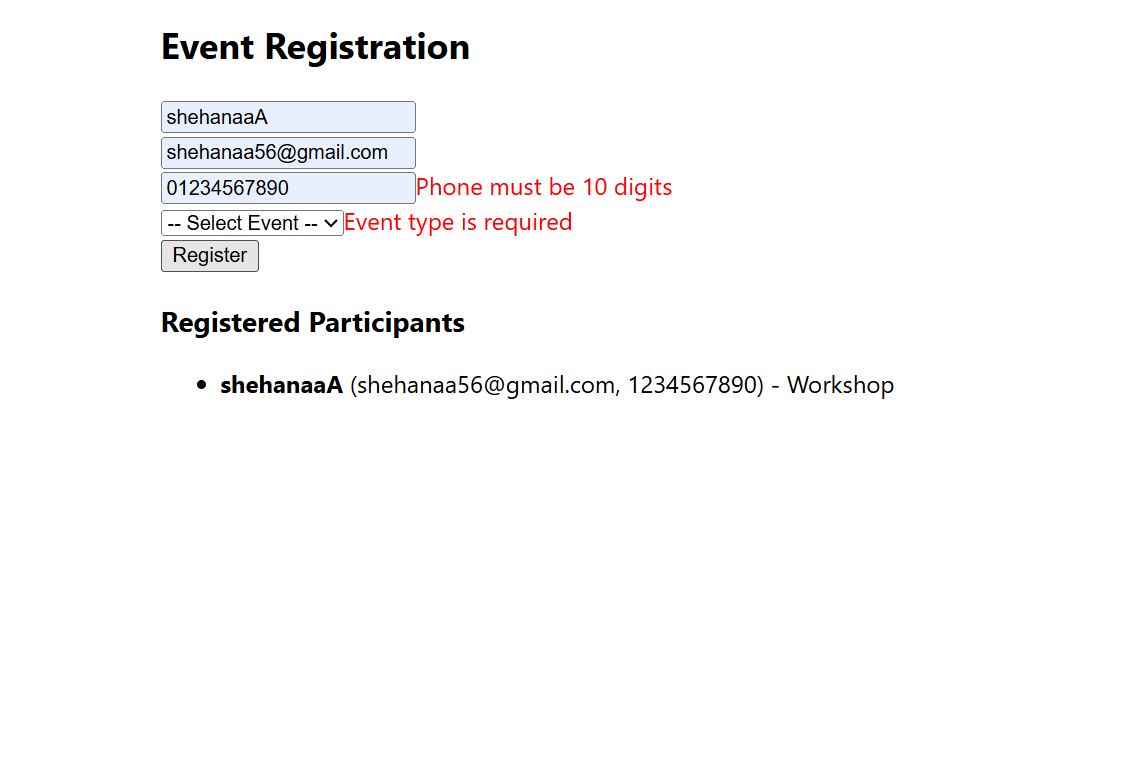 Event Registration
shehanaaA
shehanaa56@gmail.com
01234567890 Phone must be 10 digits
-- Select Event -- Event type is required
Register
Registered Participants
shehanaaA (shehanaa56@gmail.com, 1234567890) - Workshop